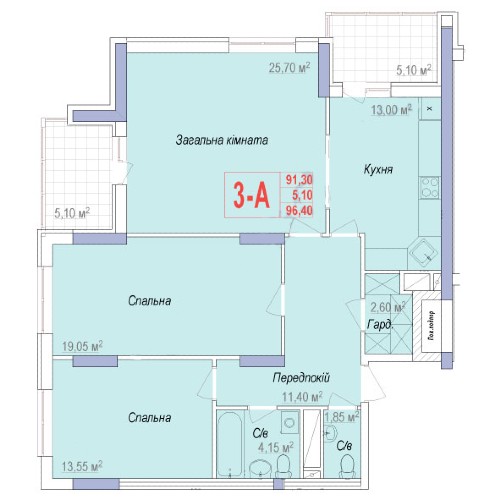 25,70 м²
5.10 м²
13,00 м²
x
Загальна кімната
Кухня
5,10 м²
3-А
91,30
5,10
96,40
Спальна
19,05 м²
2,60 м²
Гард.
Передпокій
11,40 м²
Спальна
13,55 м²
С/в
4,15 м²
1,85 м²
С/в